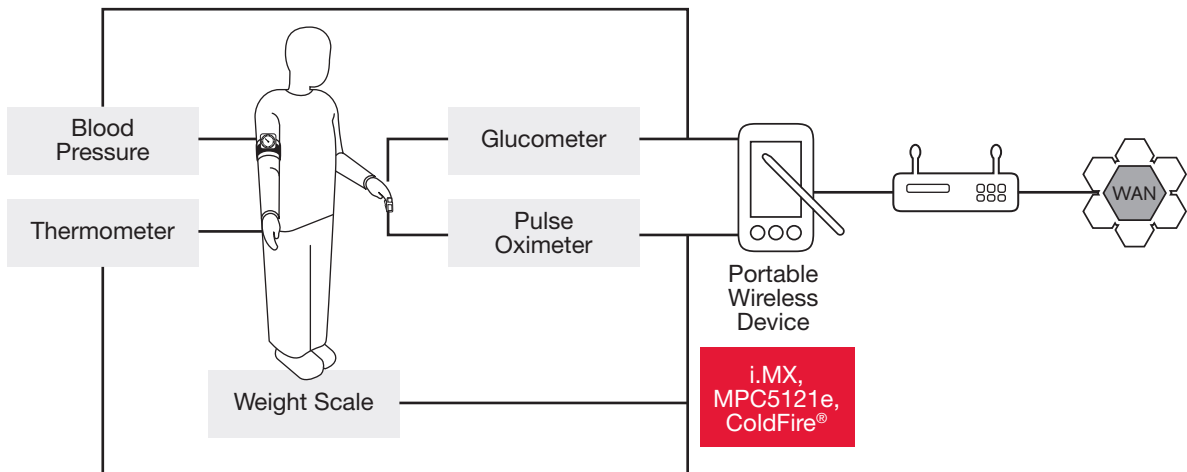 Blood
Pressure
Glucometer
Thermometer
Pulse
Oximeter
WAN
Portable
Wireless
Device
Weight Scale
i.MX,
MPC5121e,
ColdFire®